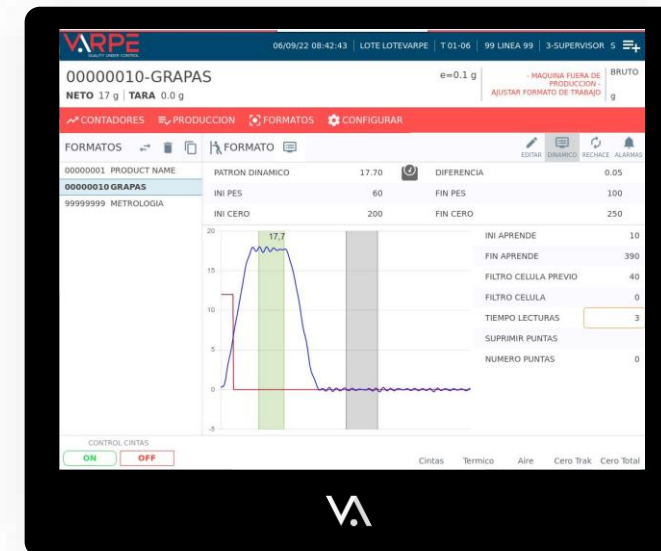 VARPE
QUALITY UNDER CONTROL
06/09/22 08:42:43 | LOTE LOTEVARPE | T 01-06 | 99 LINEA 99 | 3-SUPERVISOR S
00000010-GRAPAS
e=0.1 g
- MAQUINA FUERA DE
PRODUCCION -
AJUSTAR FORMATO DE TRABAJO
BRUTO
g
NETO 17 g | TARA 0.0 g
CONTADORES PRODUCCION FORMATOS CONFIGURAR
FORMATOS
FORMATO
EDITAR DINAMICO RECHACE ALARMAS
00000001 PRODUCT NAME
00000010 GRAPAS
99999999 METROLOGIA
PATRON DINAMICO 17.70 DIFERENCIA 0.05
INI PES 60 FIN PES 100
INI CERO 200 FIN CERO 250
20
15
10
5
0
-5
17,7
INI APRENDE 10
FIN APRENDE 390
FILTRO CELULA PREVIO 40
FILTRO CELULA 0
TIEMPO LECTURAS 3
SUPRIMIR PUNTAS
NUMERO PUNTAS 0
CONTROL CINTAS
ON OFF
Cintas Termico Aire Cero Trak Cero Total
VA